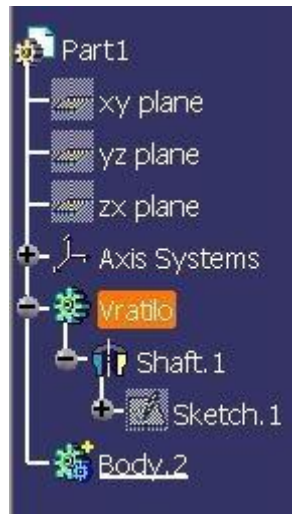 Part1
xy plane
yz plane
zx plane
Axis Systems
Vratilo
Shaft.1
Sketch.1
Body.2